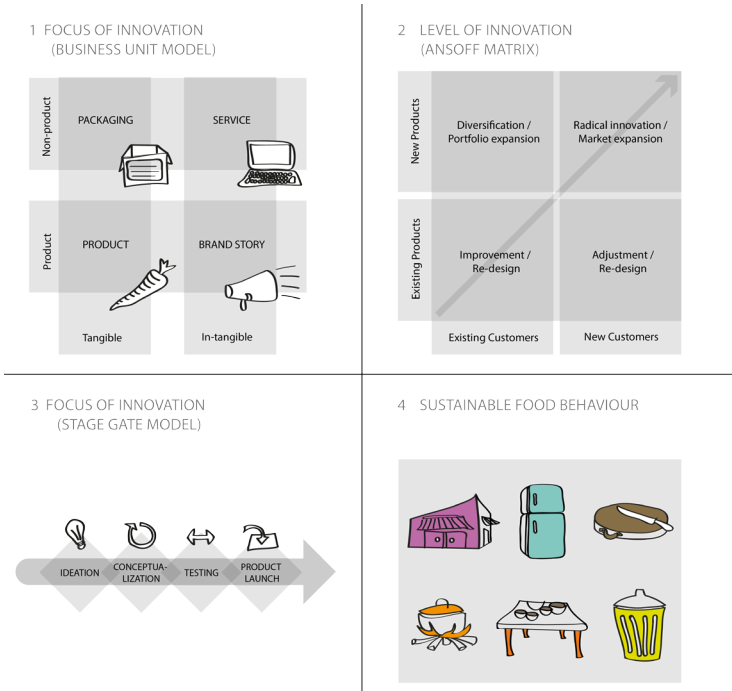 1 FOCUS OF INNOVATION
(BUSINESS UNIT MODEL)
Non-product
PACKAGING
SERVICE
Product
PRODUCT
BRAND STORY
Tangible
In-tangible
2 LEVEL OF INNOVATION
(ANSOFF MATRIX)
New Products
Diversification /
Portfolio expansion
Radical innovation /
Market expansion
Existing Products
Improvement /
Re-design
Adjustment /
Re-design
Existing Customers
New Customers
3 FOCUS OF INNOVATION
(STAGE GATE MODEL)
IDEATION
CONCEPTUA-
LIZATION
TESTING
PRODUCT
LAUNCH
4 SUSTAINABLE FOOD BEHAVIOUR